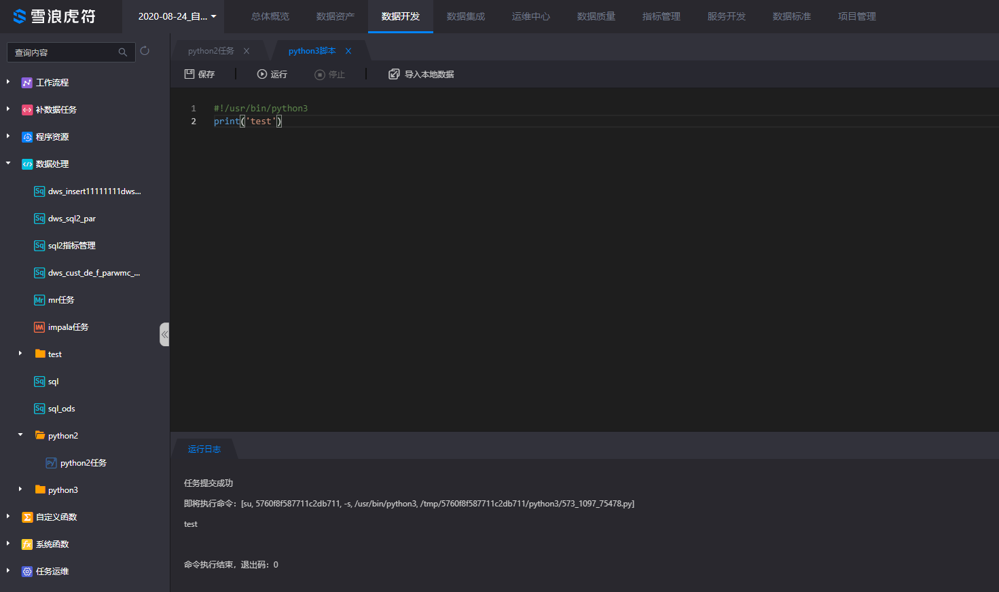 雪浪虎符
2020-08-24_自...
总体概览
数据资产
数据开发
数据集成
运维中心
数据质量
指标管理
服务开发
数据标准
项目管理
查询内容
工作流程
补数据任务
程序资源
数据处理
Sq dws_insert11111111dws...
Sq dws_sql2_par
Sq sql2指标管理
Sq dws_cust_de_f_parwmc_...
Mr mr任务
IM impala任务
test
Sq sql
Sq sql_ods
python2
Py python2任务
python3
Σ 自定义函数
fx 系统函数
任务运维
python2任务
python3脚本
保存
运行
停止
导入本地数据
1 #!/usr/bin/python3
2 print('test')
运行日志
任务提交成功
即将执行命令：[su, 5760f8f587711c2db711, -s, /usr/bin/python3, /tmp/5760f8f587711c2db711/python3/573_1097_75478.py]
test
命令执行结束，退出码：0